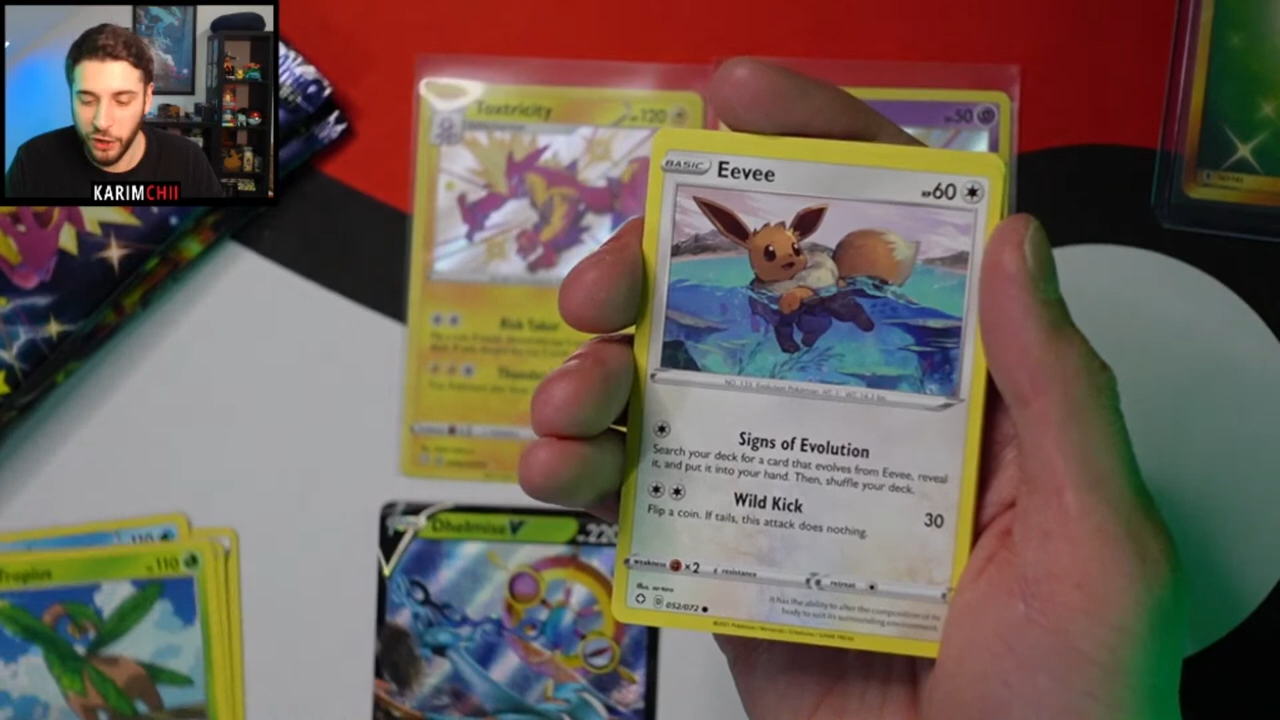 KARIMCHII
Toxtricity
120
50
BASIC
Eevee
HP60
Signs of Evolution
Search your deck for a card that evolves from Eevee, reveal
it, and put it into your hand. Then, shuffle your deck.
Wild Kick
30
Flip a coin. If tails, this attack does nothing.
weakness ×2 resistance retreat
D 052/072
It has the ability to alter the composition of its
body to suit its surrounding environment.
Dhelmise V
220
110
Tropius
110